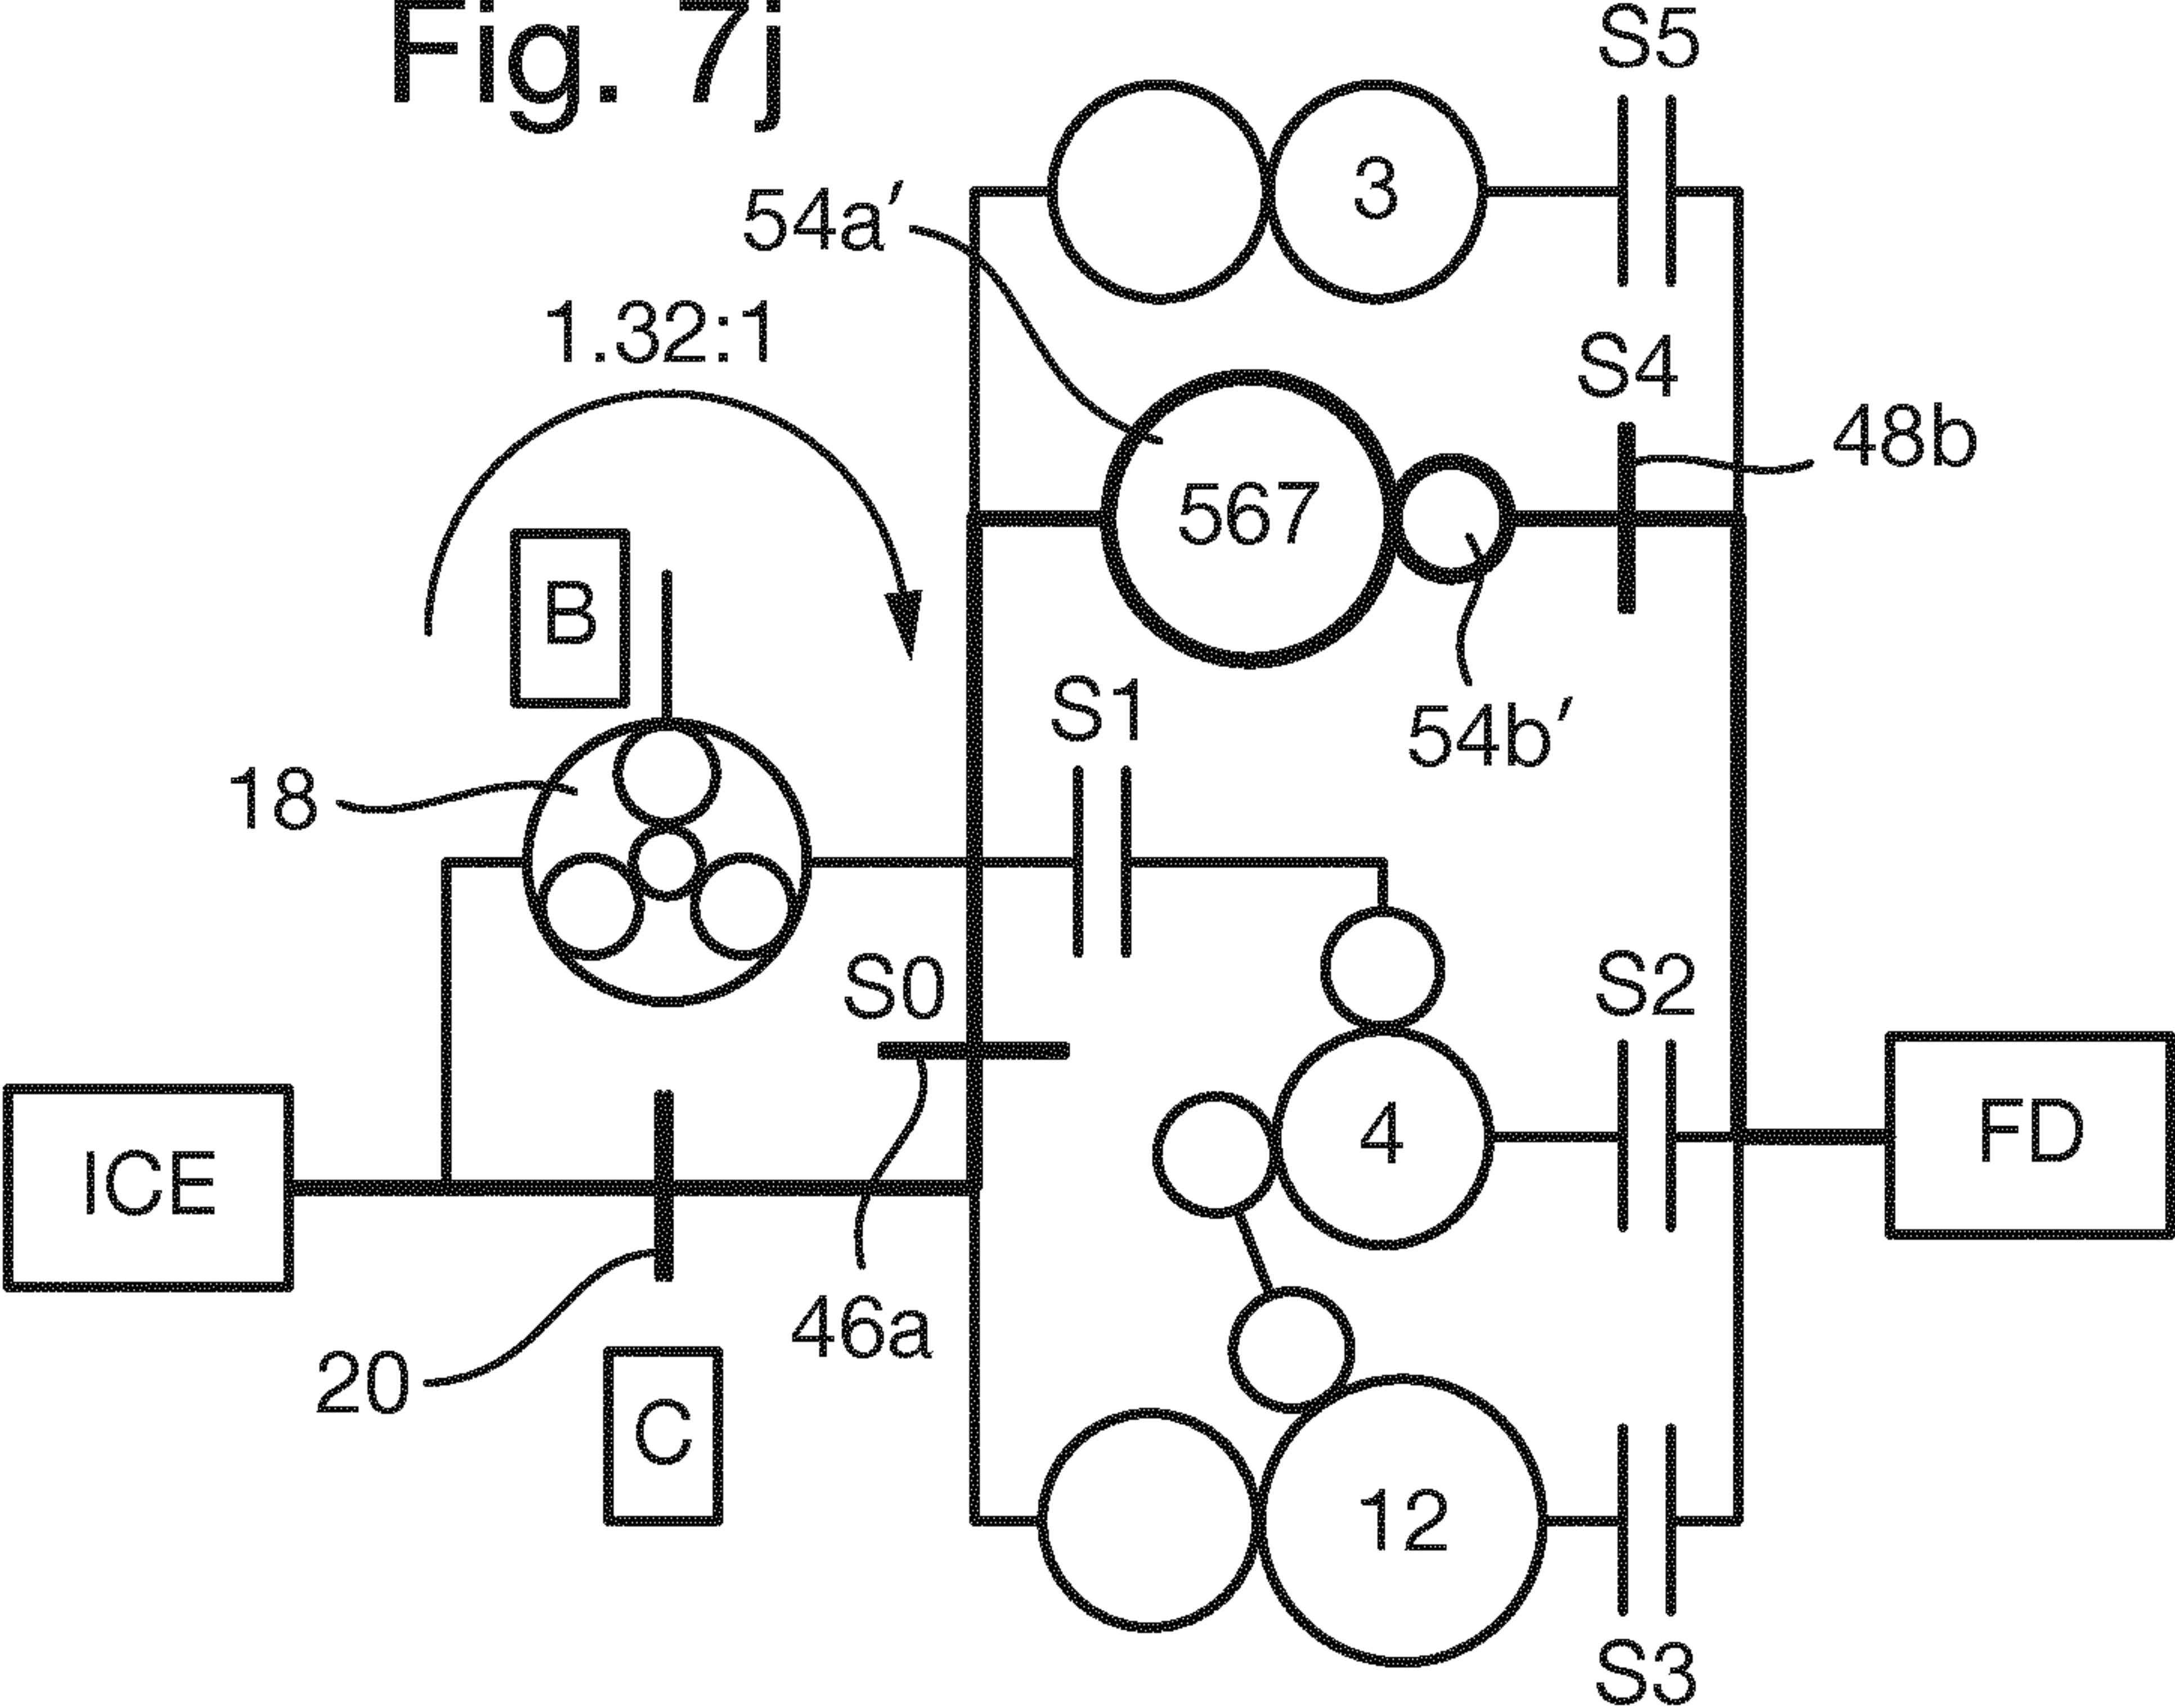 Fig. 7j
S5
3
54a′
1.32:1
S4
48b
567
B
S1
54b′
18
S0
S2
ICE
4
FD
46a
20
C
12
S3